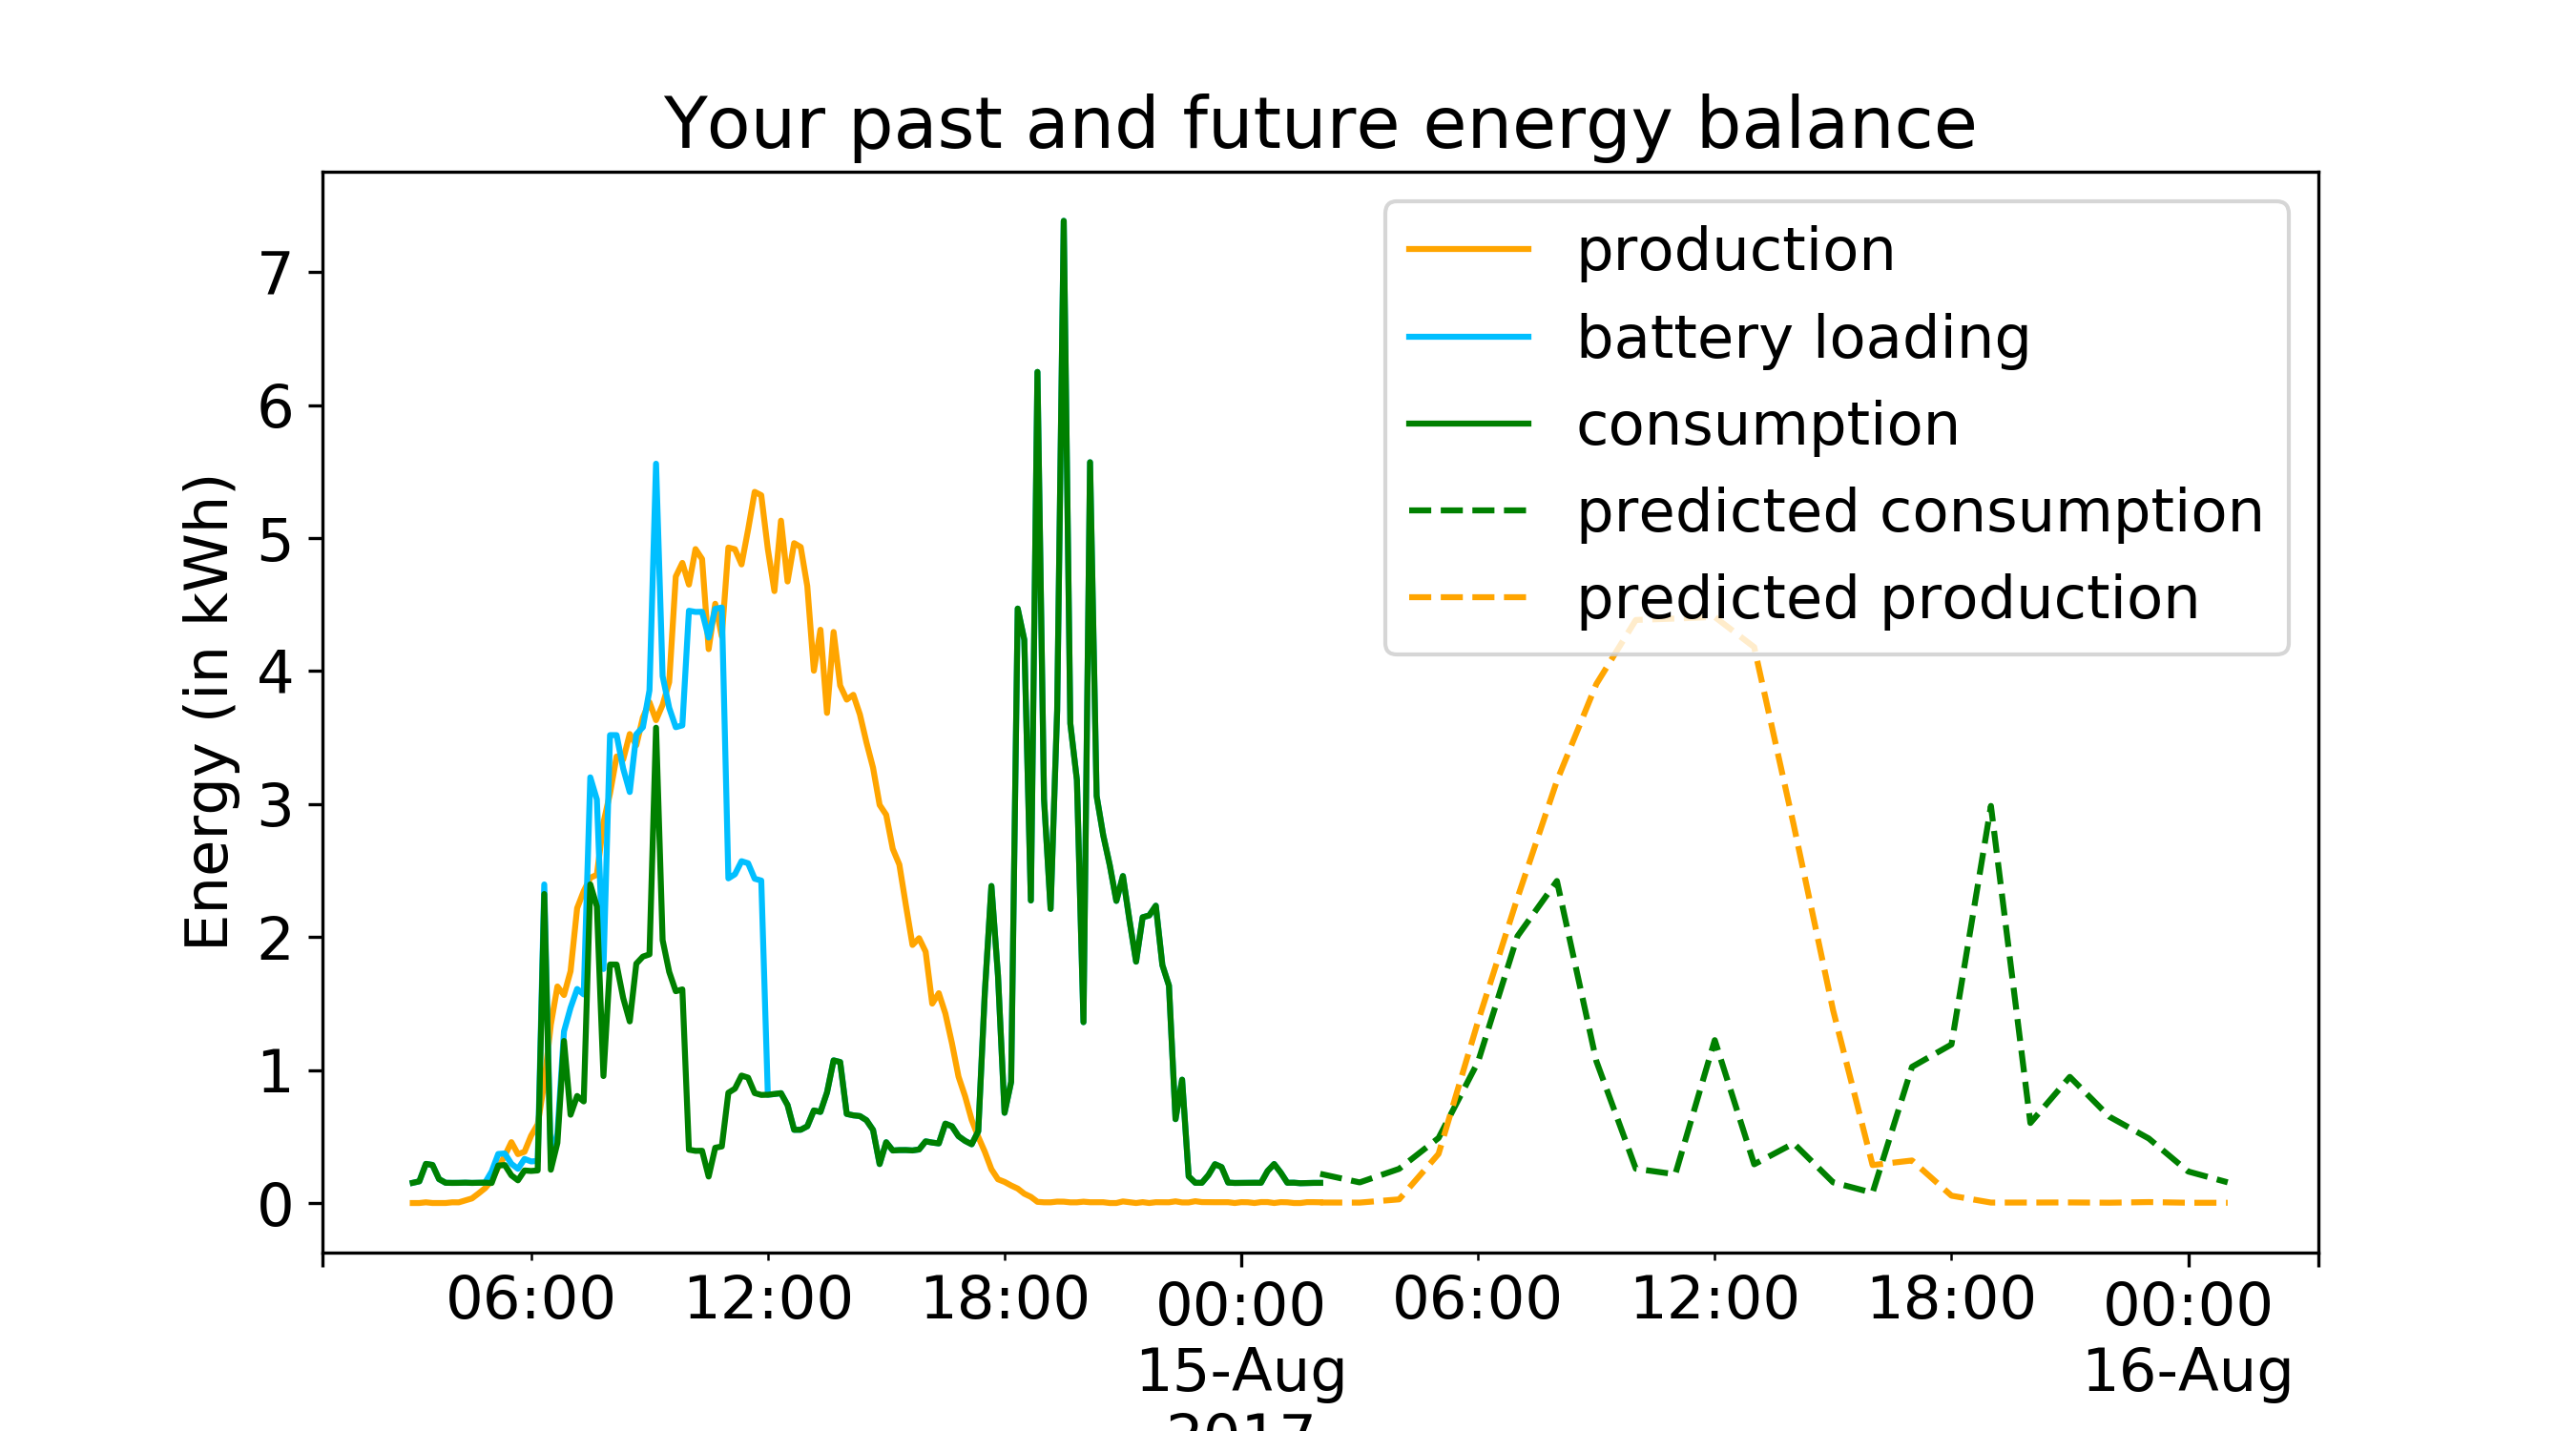 Your past and future energy balance
production
battery loading
consumption
predicted consumption
predicted production
Energy (in kWh)
7
6
5
4
3
2
1
0
06:00 12:00 18:00 00:00 06:00 12:00 18:00 00:00
15-Aug 16-Aug
2017